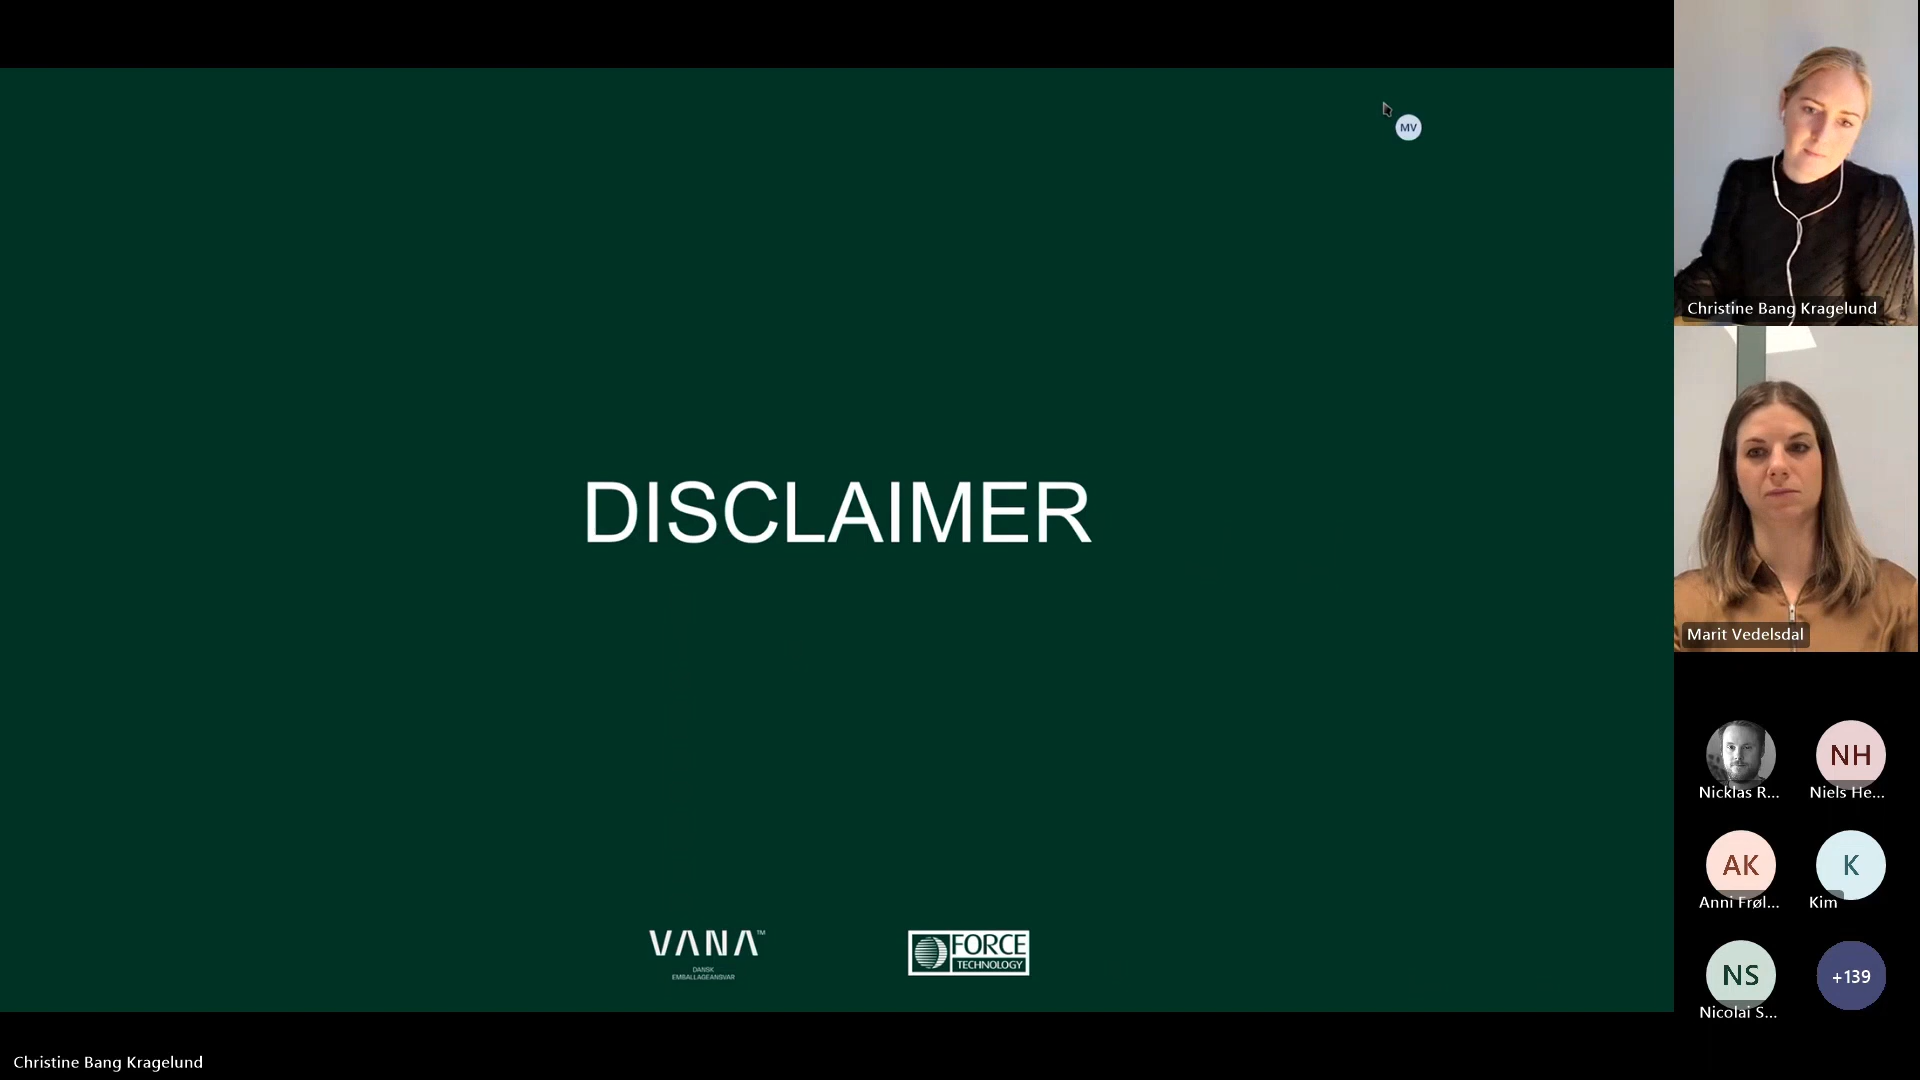 MV
DISCLAIMER
VANA™
DANSK
EMBALLAGEANSVAR
FORCE
TECHNOLOGY
Christine Bang Kragelund
Christine Bang Kragelund
Marit Vedelsdal
Nicklas R...
NH
Niels He...
AK
Anni Frøl...
K
Kim
NS
Nicolai S...
+139